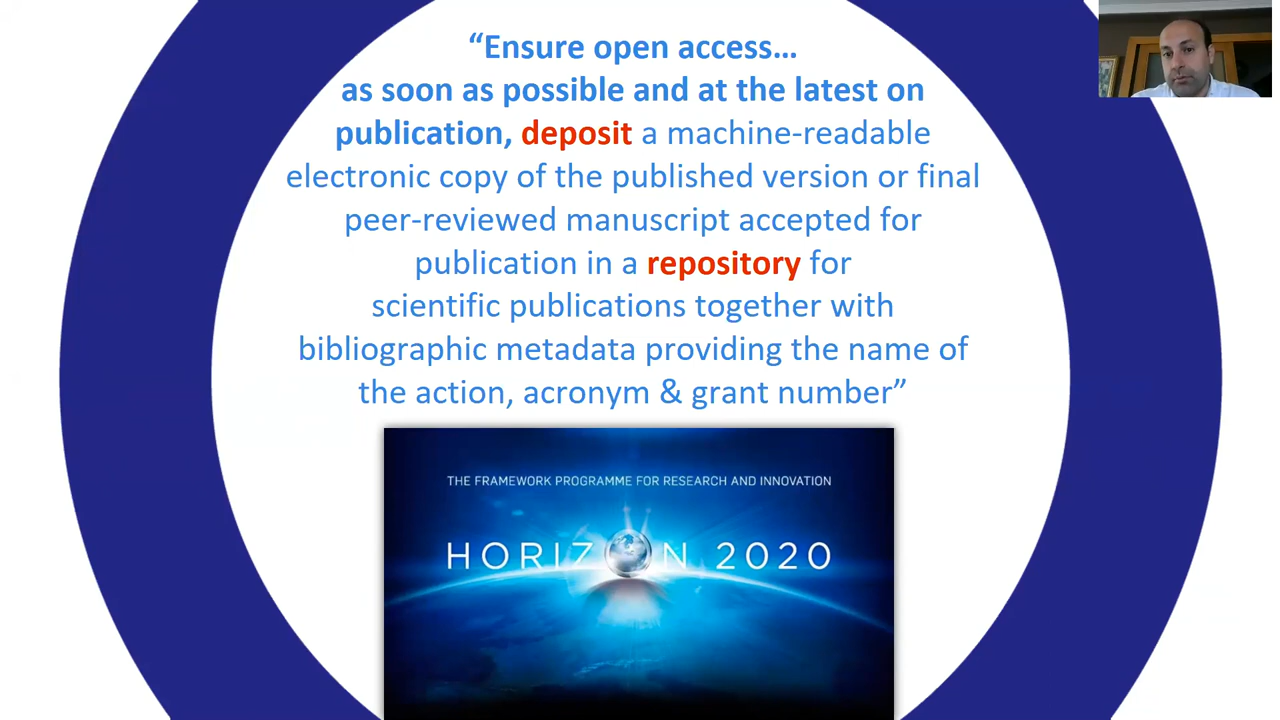 “Ensure open access…
as soon as possible and at the latest on
publication, deposit a machine-readable
electronic copy of the published version or final
peer-reviewed manuscript accepted for
publication in a repository for
scientific publications together with
bibliographic metadata providing the name of
the action, acronym & grant number”
THE FRAMEWORK PROGRAMME FOR RESEARCH AND INNOVATION
HORIZON 2020